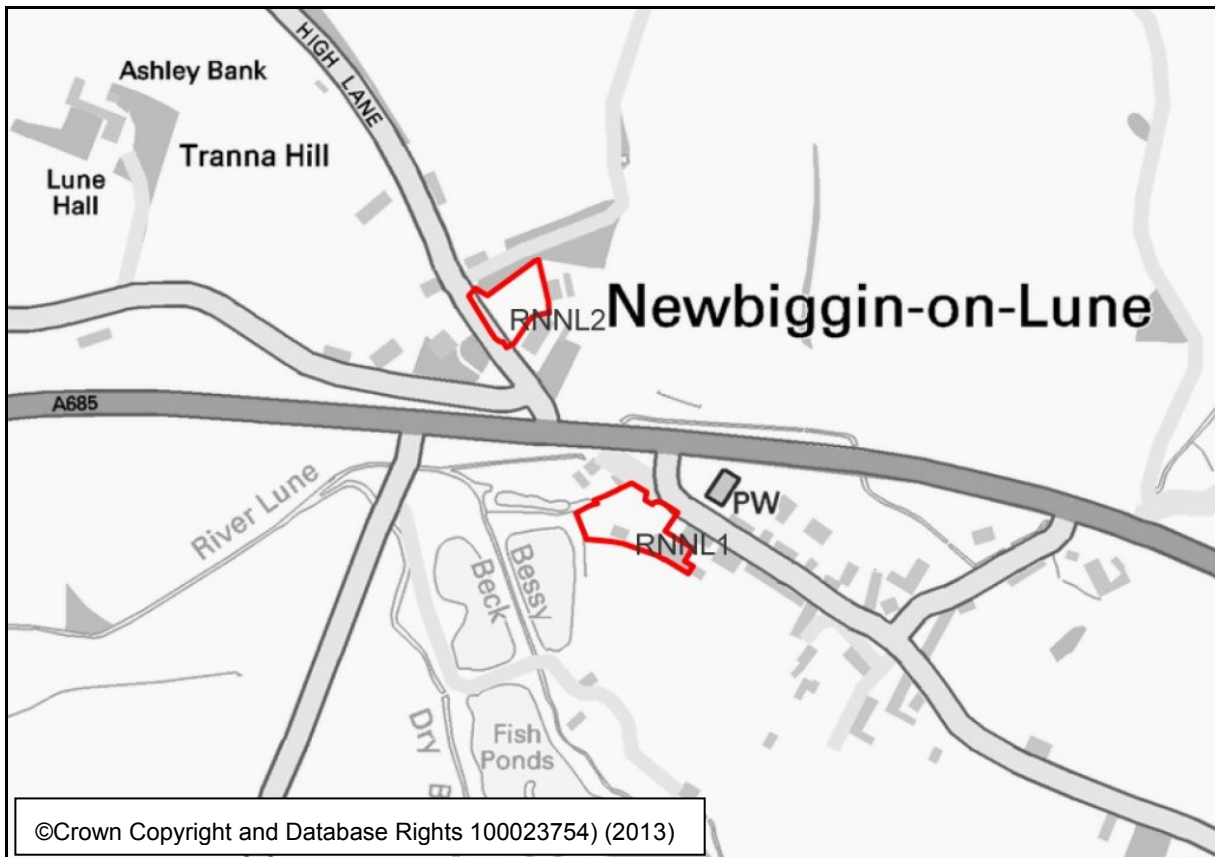 HIGH LANE
Ashley Bank
Tranna Hill
Lune
Hall
RNNL2
Newbiggin-on-Lune
A685
River Lune
PW
RNNL1
Bessy
Beck
Dry B
Fish
Ponds
©Crown Copyright and Database Rights 100023754) (2013)